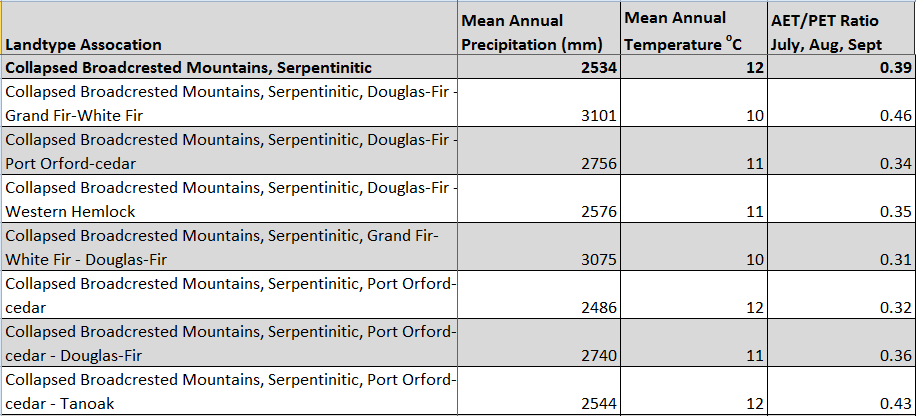 Landtype Assocation Mean Annual Precipitation (mm) Mean Annual Temperature °C AET/PET Ratio July, Aug, Sept
Collapsed Broadcrested Mountains, Serpentinitic 2534 12 0.39
Collapsed Broadcrested Mountains, Serpentinitic, Douglas-Fir -
Grand Fir-White Fir 3101 10 0.46
Collapsed Broadcrested Mountains, Serpentinitic, Douglas-Fir -
Port Orford-cedar 2756 11 0.34
Collapsed Broadcrested Mountains, Serpentinitic, Douglas-Fir -
Western Hemlock 2576 11 0.35
Collapsed Broadcrested Mountains, Serpentinitic, Grand Fir-
White Fir - Douglas-Fir 3075 10 0.31
Collapsed Broadcrested Mountains, Serpentinitic, Port Orford-
cedar 2486 12 0.32
Collapsed Broadcrested Mountains, Serpentinitic, Port Orford-
cedar - Douglas-Fir 2740 11 0.36
Collapsed Broadcrested Mountains, Serpentinitic, Port Orford-
cedar - Tanoak 2544 12 0.43